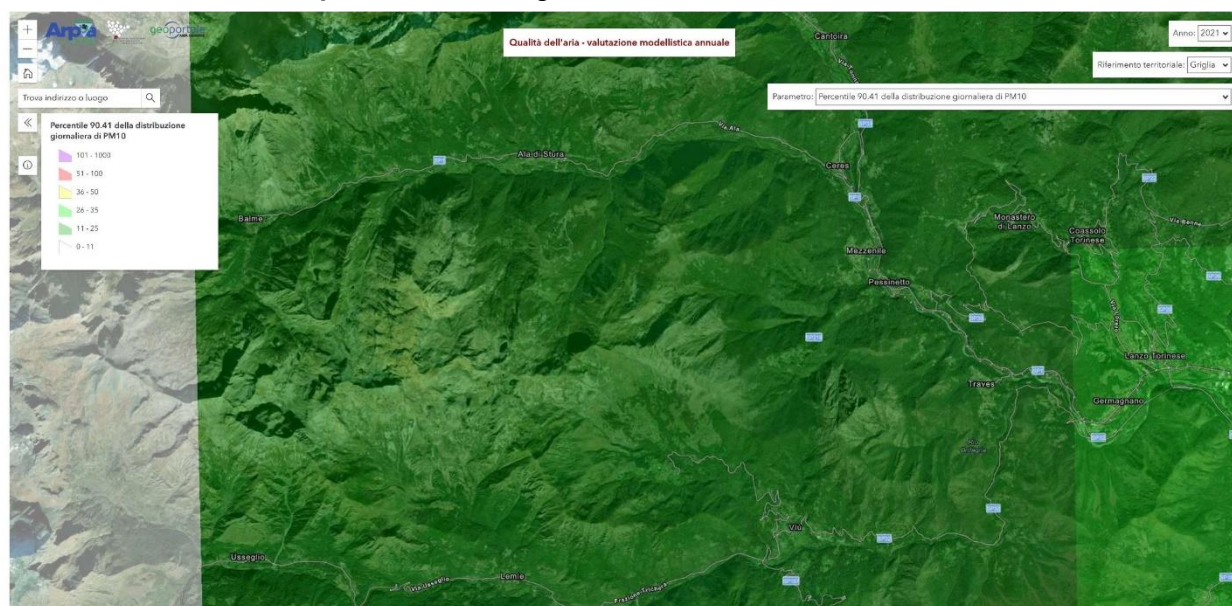 Arpa
geoportale
Qualità dell'aria - valutazione modellistica annuale
Anno: 2021
Riferimento territoriale: Griglia
Parametro: Percentile 90.41 della distribuzione giornaliera di PM10
Trova indirizzo o luogo
Percentile 90.41 della distribuzione
giornaliera di PM10
101 - 1000
51 - 100
36 - 50
26 - 35
11 - 25
0 - 11
Cantoira
Via Ala
Ala di Stura
Ceres
Balme
Monastero
di Lanzo
Coassolo
Torinese
Mezzenile
Pessinetto
Lanzo Torinese
Traves
Germagnano
Viù
Usseglio
Lemie
Via Usseglio